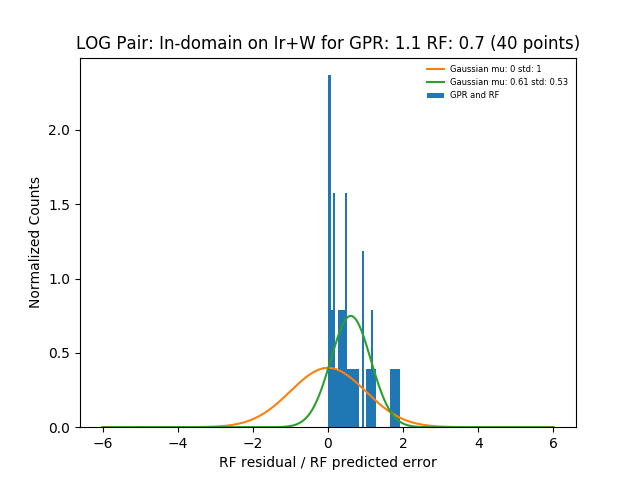 LOG Pair: In-domain on Ir+W for GPR: 1.1 RF: 0.7 (40 points)
Gaussian mu: 0 std: 1
Gaussian mu: 0.61 std: 0.53
GPR and RF
Normalized Counts
2.0
1.5
1.0
0.5
0.0
−6 −4 −2 0 2 4 6
RF residual / RF predicted error